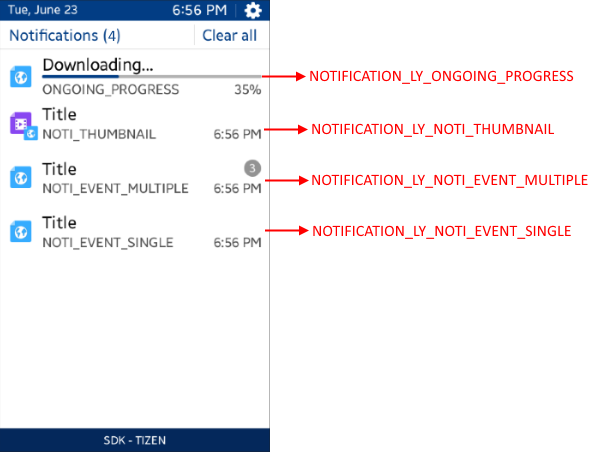 Tue, June 23 6:56 PM
Notifications (4) Clear all
Downloading...
ONGOING_PROGRESS 35%
NOTIFICATION_LY_ONGOING_PROGRESS
Title
NOTI_THUMBNAIL 6:56 PM
NOTIFICATION_LY_NOTI_THUMBNAIL
Title 3
NOTI_EVENT_MULTIPLE 6:56 PM
NOTIFICATION_LY_NOTI_EVENT_MULTIPLE
Title
NOTI_EVENT_SINGLE 6:56 PM
NOTIFICATION_LY_NOTI_EVENT_SINGLE
SDK - TIZEN